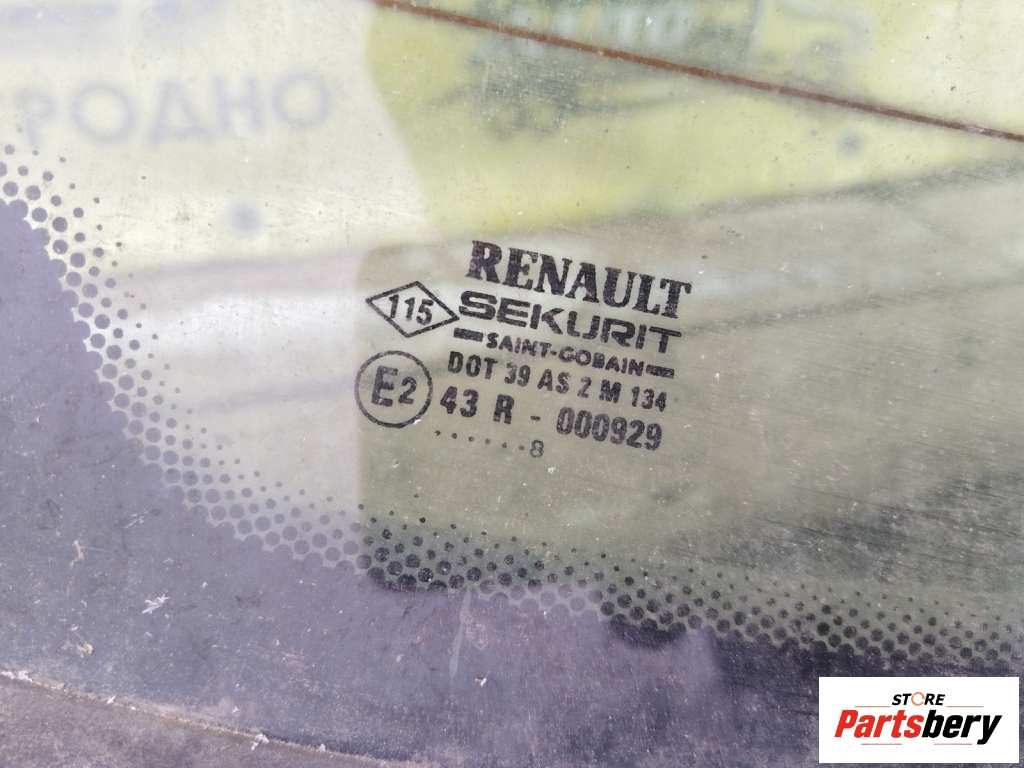 РОДНО
RENAULT
115
SEKURIT
SAINT-GOBAIN
DOT 39 AS 2 M 134
E2
43 R - 000929
. . . . . . 8
STORE
Partsbery